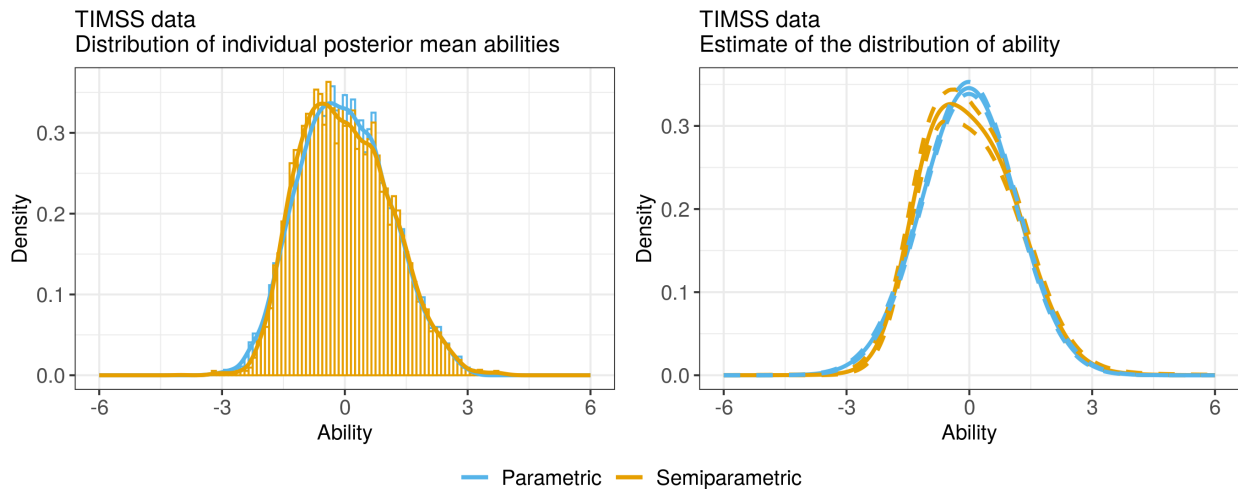 TIMSS data
Distribution of individual posterior mean abilities
Density
0.3
0.2
0.1
0.0
-6
-3
0
3
6
Ability
TIMSS data
Estimate of the distribution of ability
Density
0.3
0.2
0.1
0.0
-6
-3
0
3
6
Ability
Parametric
Semiparametric